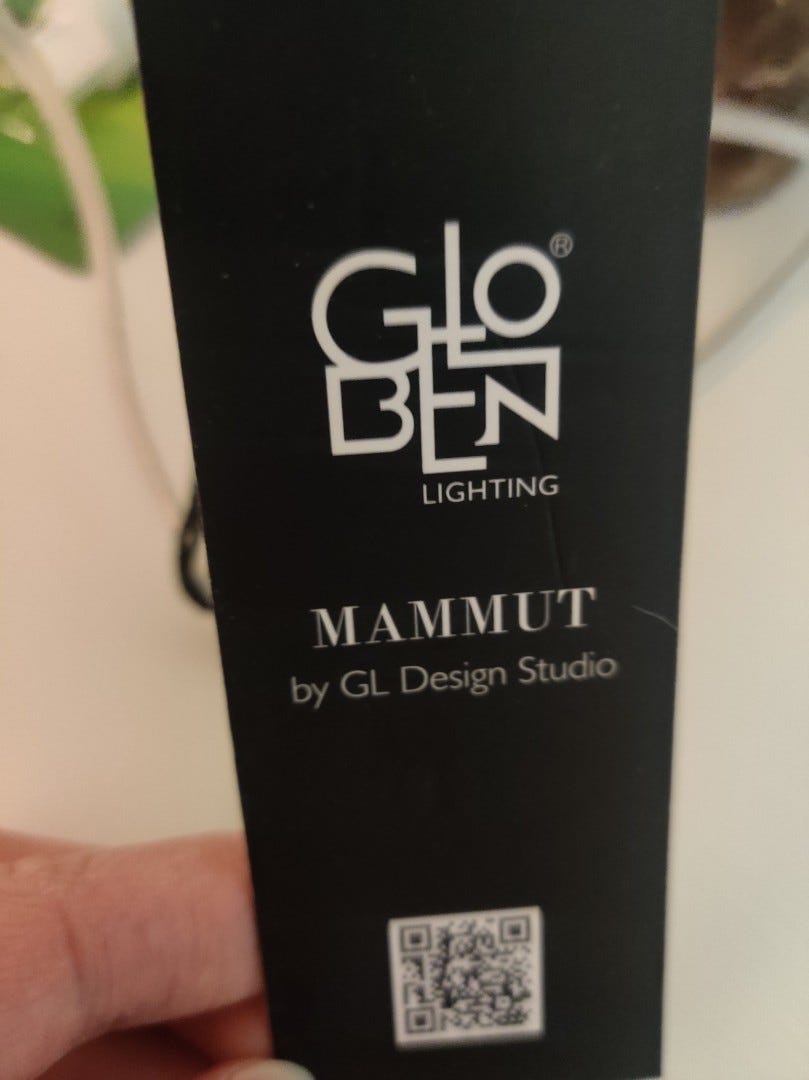 GLO®
BEN
LIGHTING
MAMMUT
by GL Design Studio